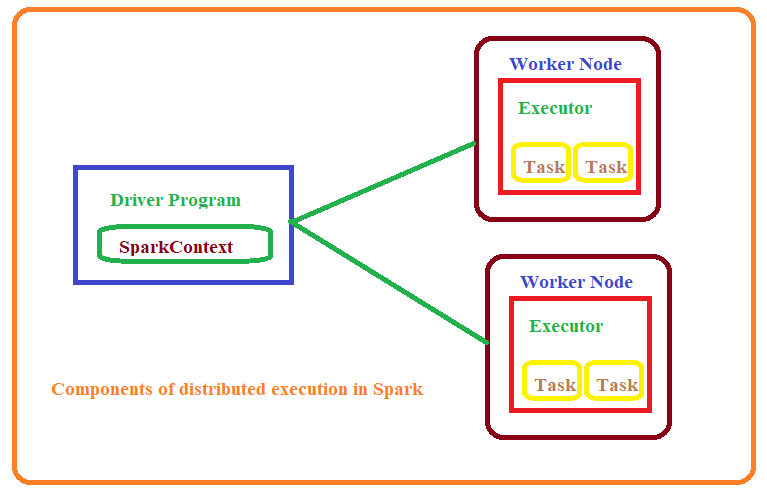 Worker Node
Executor
Task Task
Driver Program
SparkContext
Worker Node
Executor
Task Task
Components of distributed execution in Spark